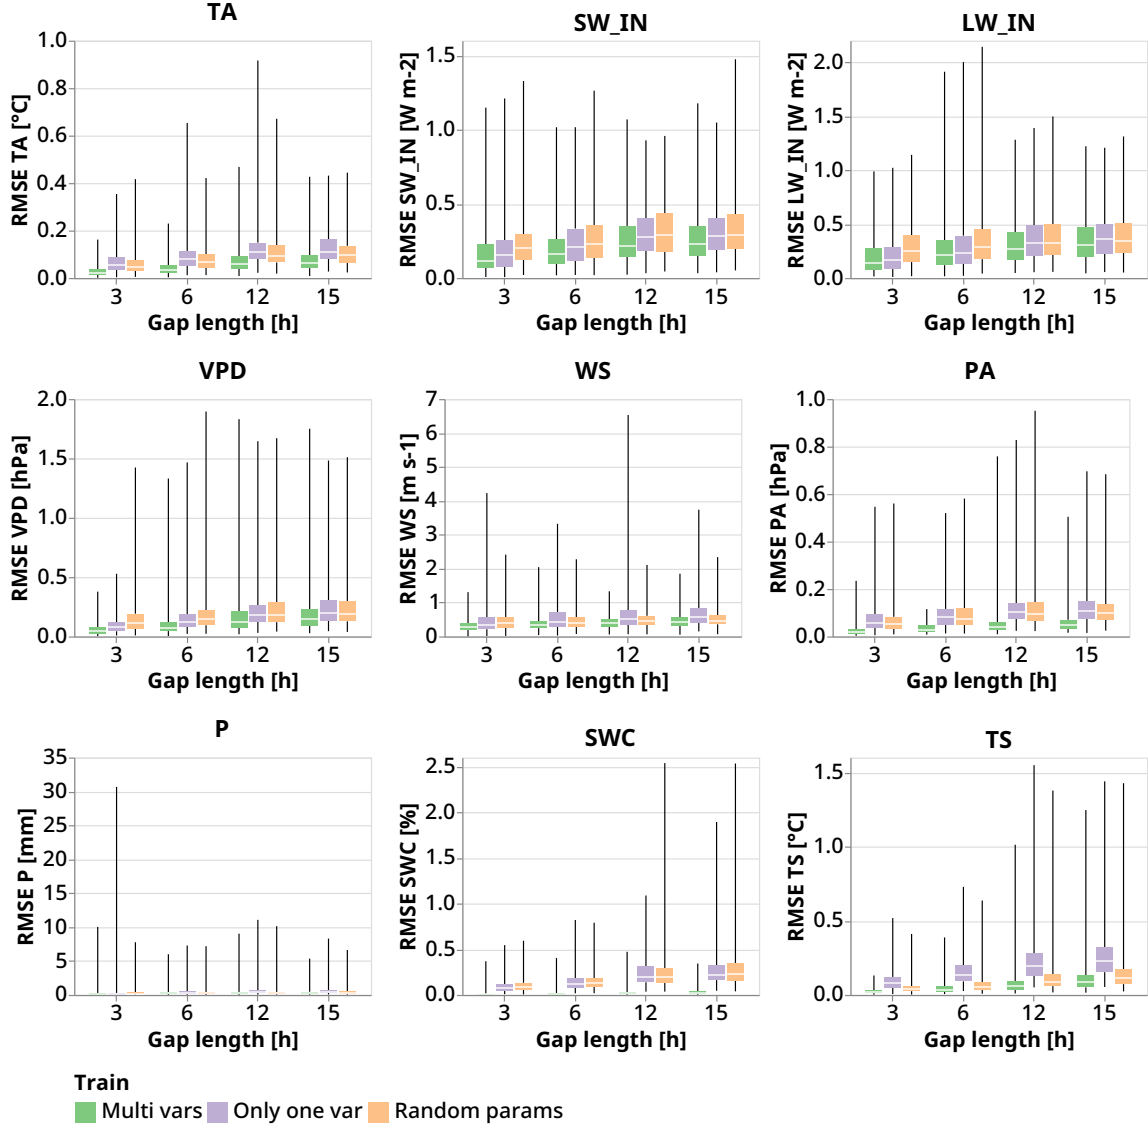 TA
SW_IN
LW_IN
RMSE TA [°C]
1.0
0.8
0.6
0.4
0.2
0.0
3 6 12 15
Gap length [h]
RMSE SW_IN [W m-2]
1.5
1.0
0.5
0.0
3 6 12 15
Gap length [h]
RMSE LW_IN [W m-2]
2.0
1.5
1.0
0.5
0.0
3 6 12 15
Gap length [h]
VPD
WS
PA
RMSE VPD [hPa]
2.0
1.5
1.0
0.5
0.0
3 6 12 15
Gap length [h]
RMSE WS [m s-1]
7
6
5
4
3
2
1
0
3 6 12 15
Gap length [h]
RMSE PA [hPa]
1.0
0.8
0.6
0.4
0.2
0.0
3 6 12 15
Gap length [h]
P
SWC
TS
RMSE P [mm]
35
30
25
20
15
10
5
0
3 6 12 15
Gap length [h]
RMSE SWC [%]
2.5
2.0
1.5
1.0
0.5
0.0
3 6 12 15
Gap length [h]
RMSE TS [°C]
1.5
1.0
0.5
0.0
3 6 12 15
Gap length [h]
Train
Multi vars Only one var Random params